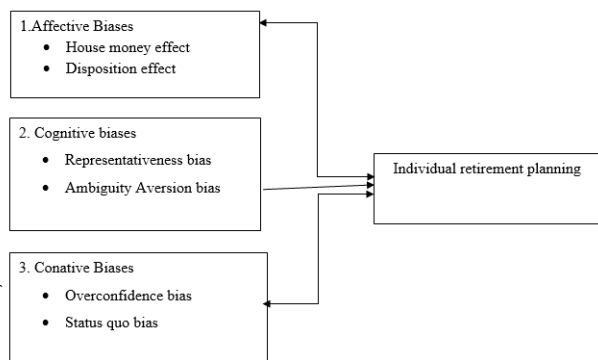 1.Affective Biases
• House money effect
• Disposition effect
2. Cognitive biases
• Representativeness bias
• Ambiguity Aversion bias
Individual retirement planning
3. Conative Biases
• Overconfidence bias
• Status quo bias